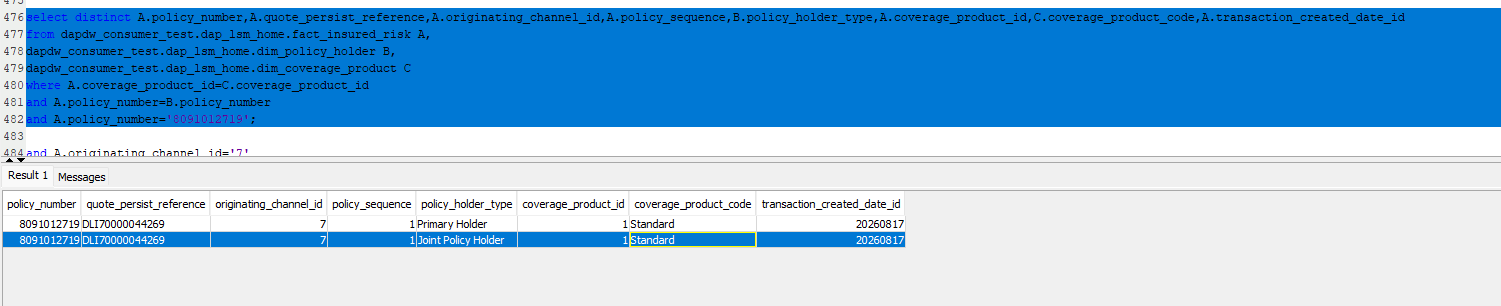 475
476 select distinct A.policy_number,A.quote_persist_reference,A.originating_channel_id,A.policy_sequence,B.policy_holder_type,A.coverage_product_id,C.coverage_product_code,A.transaction_created_date_id
477 from dapdw_consumer_test.dap_lsm_home.fact_insured_risk A,
478 dapdw_consumer_test.dap_lsm_home.dim_policy_holder B,
479 dapdw_consumer_test.dap_lsm_home.dim_coverage_product C
480 where A.coverage_product_id=C.coverage_product_id
481 and A.policy_number=B.policy_number
482 and A.policy_number='8091012719';
483
484 and A.originating_channel_id='7'
Result 1 Messages
policy_number quote_persist_reference originating_channel_id policy_sequence policy_holder_type coverage_product_id coverage_product_code transaction_created_date_id
8091012719 DLI70000044269 7 1 Primary Holder 1 Standard 20260817
8091012719 DLI70000044269 7 1 Joint Policy Holder 1 Standard 20260817